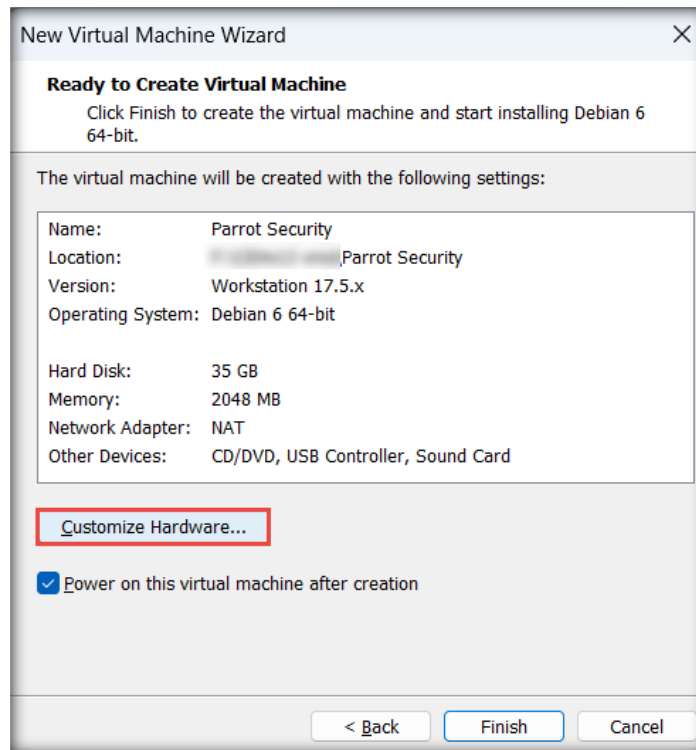 New Virtual Machine Wizard
Ready to Create Virtual Machine
Click Finish to create the virtual machine and start installing Debian 6
64-bit.
The virtual machine will be created with the following settings:
Name: Parrot Security
Location: \Parrot Security
Version: Workstation 17.5.x
Operating System: Debian 6 64-bit
Hard Disk: 35 GB
Memory: 2048 MB
Network Adapter: NAT
Other Devices: CD/DVD, USB Controller, Sound Card
Customize Hardware...
Power on this virtual machine after creation
< Back Finish Cancel